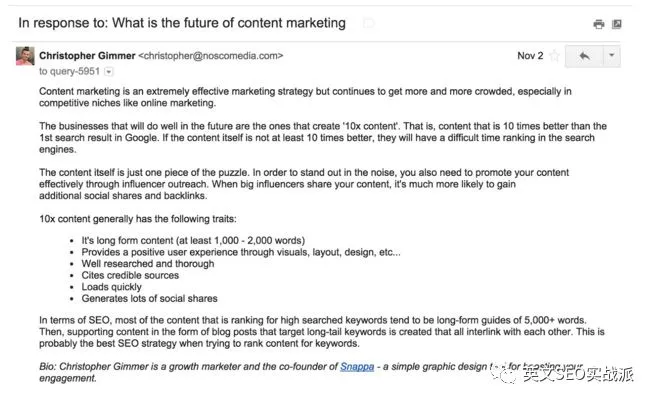 In response to: What is the future of content marketing
Christopher Gimmer <christopher@noscomedia.com>
Nov 2
to query-5951
Content marketing is an extremely effective marketing strategy but continues to get more and more crowded, especially in
competitive niches like online marketing.
The businesses that will do well in the future are the ones that create '10x content'. That is, content that is 10 times better than the
1st search result in Google. If the content itself is not at least 10 times better, they will have a difficult time ranking in the search
engines.
The content itself is just one piece of the puzzle. In order to stand out in the noise, you also need to promote your content
effectively through influencer outreach. When big influencers share your content, it's much more likely to gain
additional social shares and backlinks.
10x content generally has the following traits:
• It's long form content (at least 1,000 - 2,000 words)
• Provides a positive user experience through visuals, layout, design, etc...
• Well researched and thorough
• Cites credible sources
• Loads quickly
• Generates lots of social shares
In terms of SEO, most of the content that is ranking for high searched keywords tend to be long-form guides of 5,000+ words.
Then, supporting content in the form of blog posts that target long-tail keywords is created that all interlink with each other. This is
probably the best SEO strategy when trying to rank content for keywords.
Bio: Christopher Gimmer is a growth marketer and the co-founder of Snappa - a simple graphic design for your
engagement.
英文SEO实战派